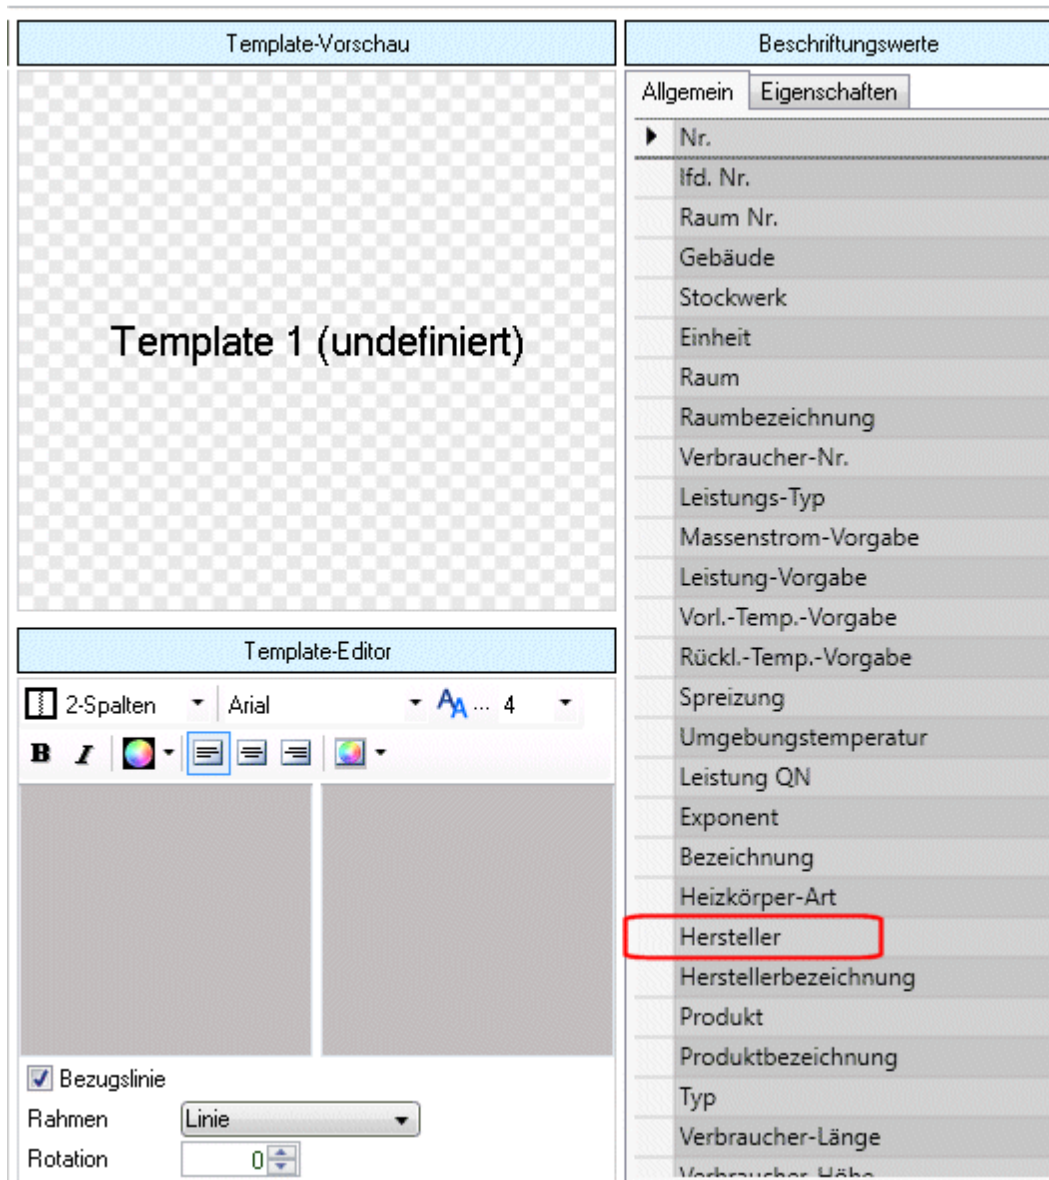 Template-Vorschau
Template 1 (undefiniert)
Template-Editor
2-Spalten Arial AA ... 4
B I
Bezugslinie
Rahmen Linie
Rotation 0
Beschriftungswerte
Allgemein Eigenschaften
Nr.
lfd. Nr.
Raum Nr.
Gebäude
Stockwerk
Einheit
Raum
Raumbezeichnung
Verbraucher-Nr.
Leistungs-Typ
Massenstrom-Vorgabe
Leistung-Vorgabe
Vorl.-Temp.-Vorgabe
Rückl.-Temp.-Vorgabe
Spreizung
Umgebungstemperatur
Leistung QN
Exponent
Bezeichnung
Heizkörper-Art
Hersteller
Herstellerbezeichnung
Produkt
Produktbezeichnung
Typ
Verbraucher-Länge
Verbraucher-Höhe